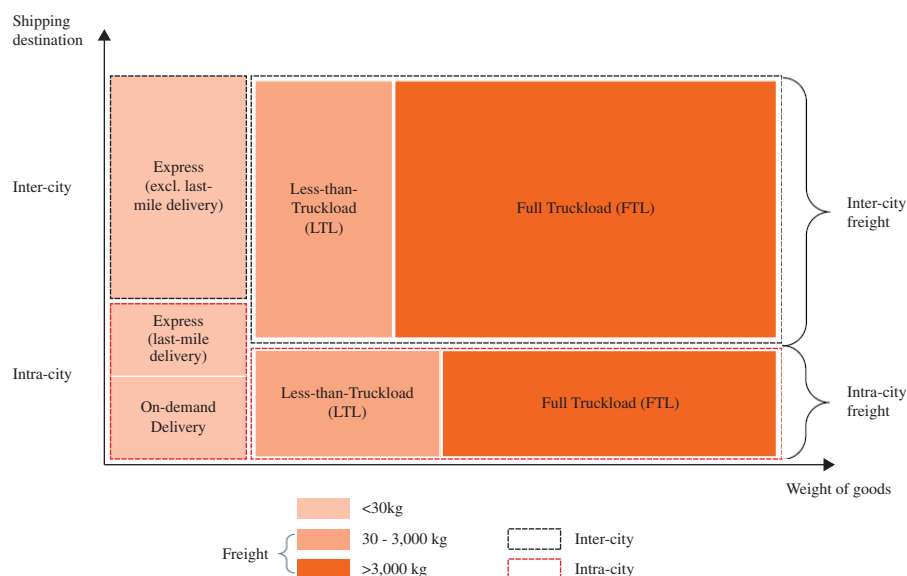 Shipping
destination
Inter-city
Express
(excl. last-
mile delivery)
Less-than-
Truckload
(LTL)
Full Truckload (FTL)
Inter-city
freight
Express
(last-mile
delivery)
Intra-city
On-demand
Delivery
Less-than-Truckload
(LTL)
Full Truckload (FTL)
Intra-city
freight
Weight of goods
<30kg
Freight
30 - 3,000 kg
>3,000 kg
Inter-city
Intra-city